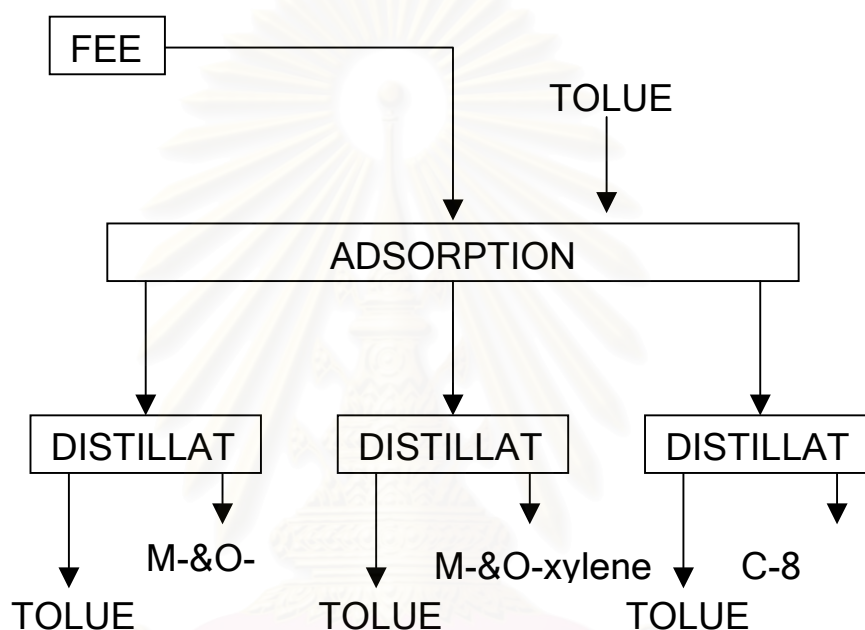 FEE
TOLUE
ADSORPTION
DISTILLAT
DISTILLAT
DISTILLAT
M-&O-
M-&O-xylene
C-8
TOLUE
TOLUE
TOLUE